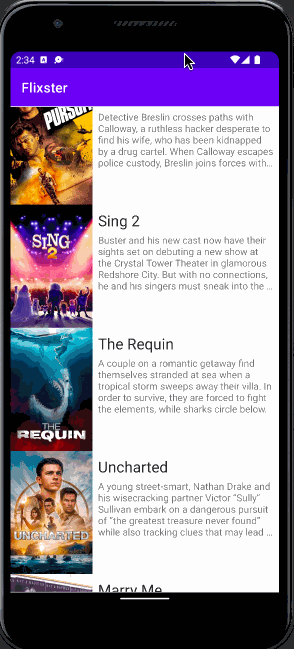 2:34
Flixster
PURSUIT
Detective Breslin crosses paths with
Calloway, a ruthless hacker desperate to
find his wife, who has been kidnapped
by a drug cartel. When Calloway escapes
police custody, Breslin joins forces with…
SING
2
Sing 2
Buster and his new cast now have their
sights set on debuting a new show at
the Crystal Tower Theater in glamorous
Redshore City. But with no connections,
he and his singers must sneak into the …
THE
REQUIN
The Requin
A couple on a romantic getaway find
themselves stranded at sea when a
tropical storm sweeps away their villa. In
order to survive, they are forced to fight
the elements, while sharks circle below.
UNCHARTED
Uncharted
A young street-smart, Nathan Drake and
his wisecracking partner Victor “Sully”
Sullivan embark on a dangerous pursuit
of “the greatest treasure never found”
while also tracking clues that may lead …
Marry Me